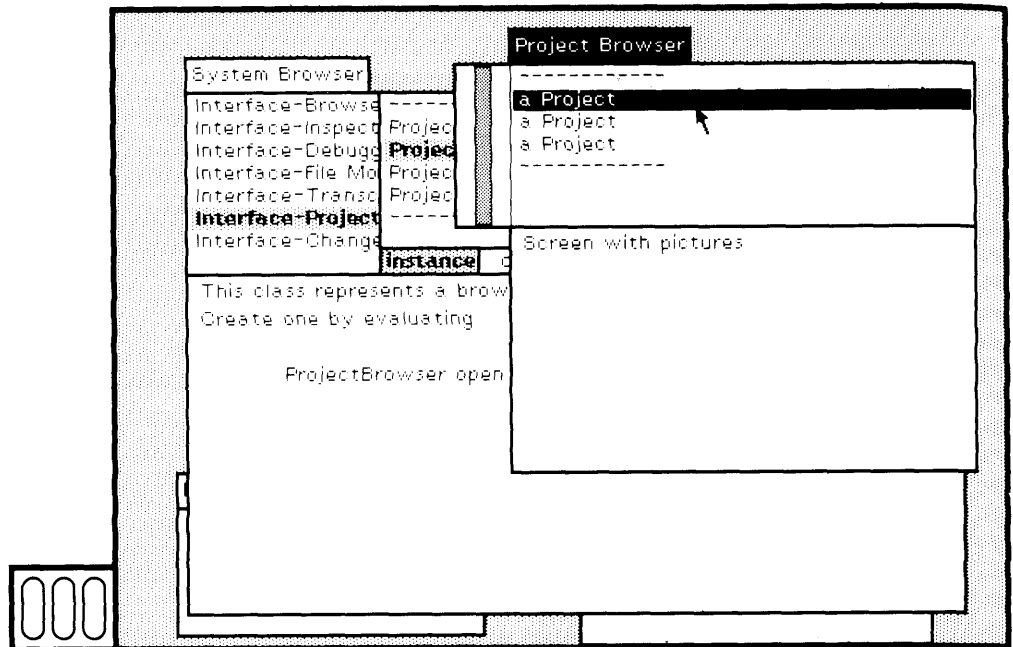 Project Browser
------------
a Project
a Project
a Project
------------
Screen with pictures
System Browser
Interface-Browse
Interface-Inspect
Interface-Debugg
Interface-File Mo
Interface-Transc
Interface-Project
Interface-Change
------
Projec
Projec
Projec
Projec
------
instance
This class represents a brow
Create one by evaluating
ProjectBrowser open